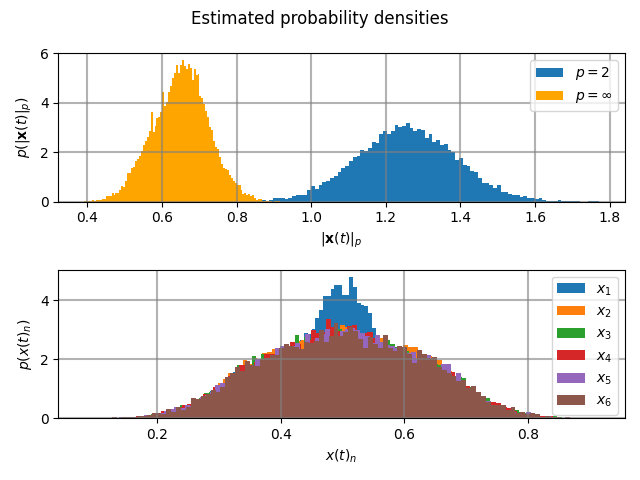 Estimated probability densities
p(|x(t)|ₚ)
6
4
2
0
0.4 0.6 0.8 1.0 1.2 1.4 1.6 1.8
|x(t)|ₚ
p = 2
p = ∞
p(x(t)ₙ)
4
2
0
0.2 0.4 0.6 0.8
x(t)ₙ
x₁
x₂
x₃
x₄
x₅
x₆